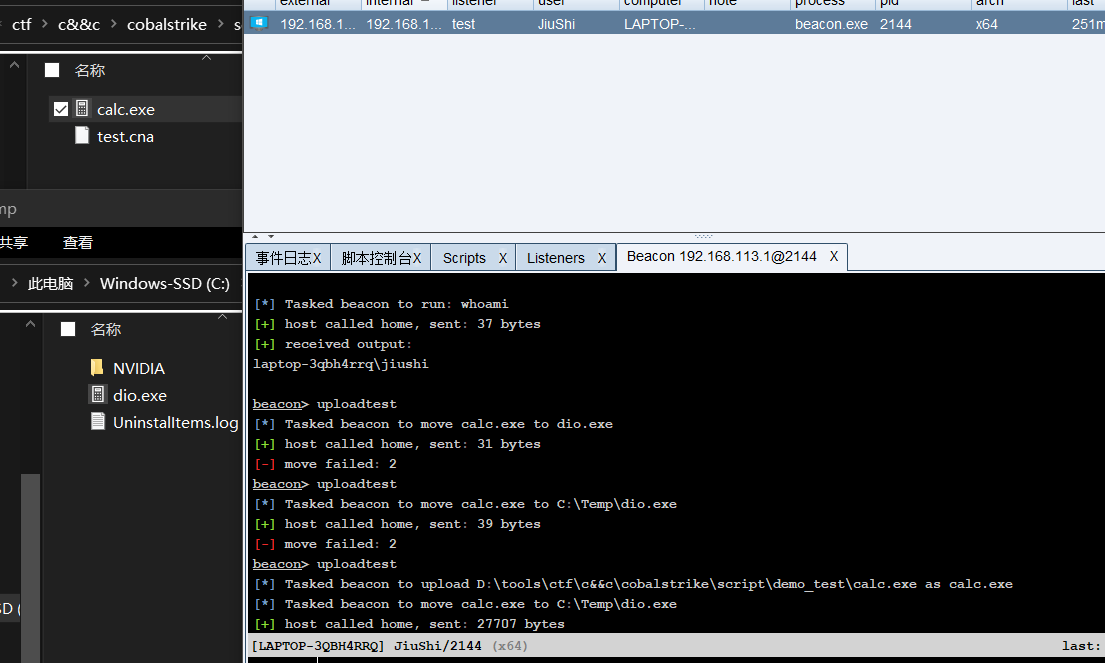 ctf > c&&c > cobalstrike > s
名称
calc.exe
test.cna
mp
共享 查看
> 此电脑 > Windows-SSD (C:)
名称
NVIDIA
dio.exe
UninstalItems.log
SD (
external internal listener user computer note process pid arch last
192.168.1... 192.168.1... test JiuShi LAPTOP-... beacon.exe 2144 x64 251m
事件日志X 脚本控制台X Scripts X Listeners X Beacon 192.168.113.1@2144 X
[*] Tasked beacon to run: whoami
[+] host called home, sent: 37 bytes
[+] received output:
laptop-3qbh4rrq\jiushi
beacon> uploadtest
[*] Tasked beacon to move calc.exe to dio.exe
[+] host called home, sent: 31 bytes
[-] move failed: 2
beacon> uploadtest
[*] Tasked beacon to move calc.exe to C:\Temp\dio.exe
[+] host called home, sent: 39 bytes
[-] move failed: 2
beacon> uploadtest
[*] Tasked beacon to upload D:\tools\ctf\c&&c\cobalstrike\script\demo_test\calc.exe as calc.exe
[*] Tasked beacon to move calc.exe to C:\Temp\dio.exe
[+] host called home, sent: 27707 bytes
[LAPTOP-3QBH4RRQ] JiuShi/2144 (x64) last: